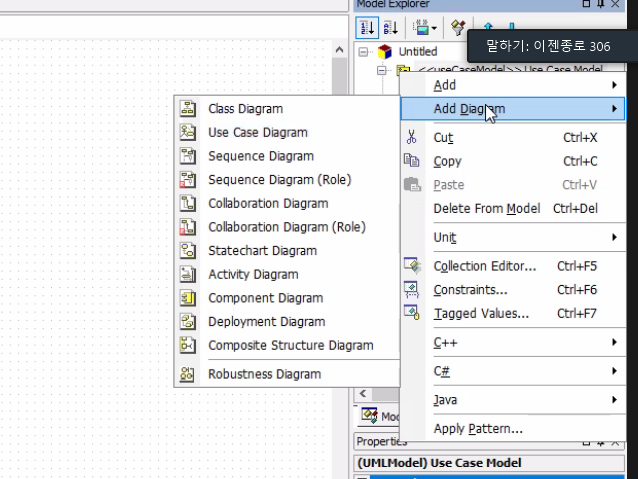 Model Explorer
말하기: 이젠종로 306
Untitled
<<useCaseModel>> Use Case Model
Add
Add Diagram
Cut Ctrl+X
Copy Ctrl+C
Paste Ctrl+V
Delete From Model Ctrl+Del
Unit
Collection Editor... Ctrl+F5
Constraints... Ctrl+F6
Tagged Values... Ctrl+F7
C++
C#
Java
Apply Pattern...
Class Diagram
Use Case Diagram
Sequence Diagram
Sequence Diagram (Role)
Collaboration Diagram
Collaboration Diagram (Role)
Statechart Diagram
Activity Diagram
Component Diagram
Deployment Diagram
Composite Structure Diagram
Robustness Diagram
Properties
(UMLModel) Use Case Model